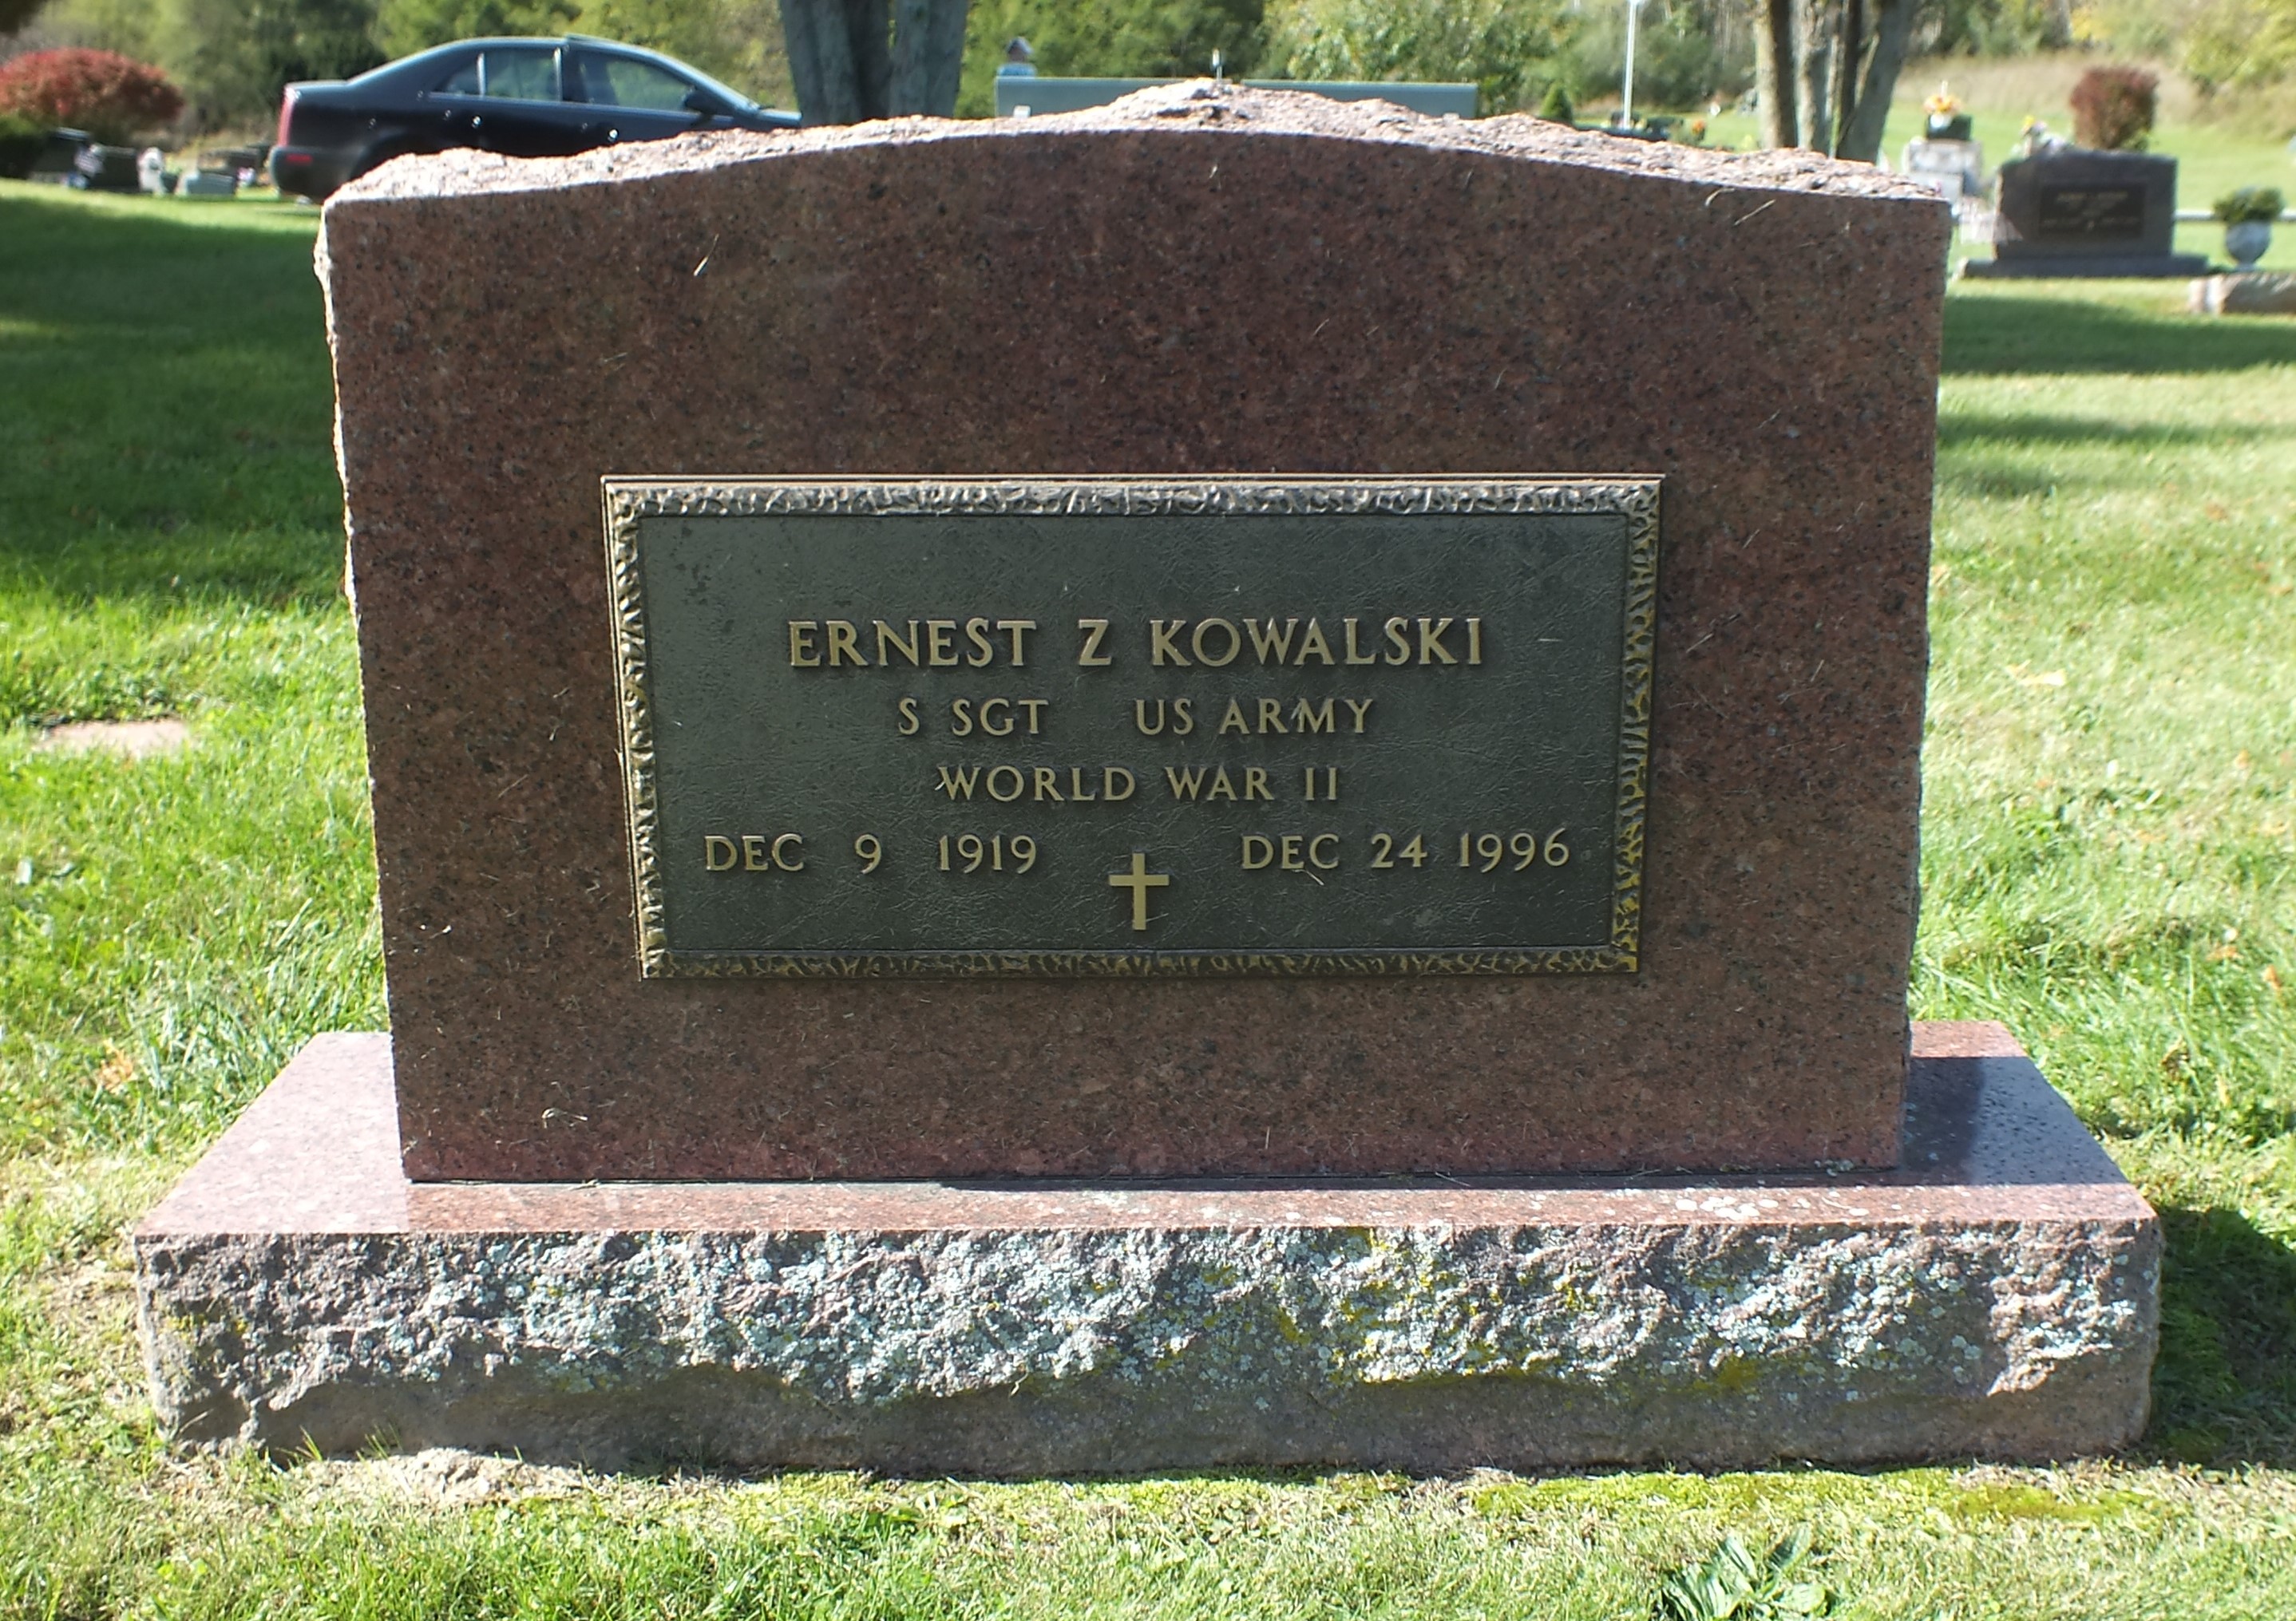 ERNEST Z KOWALSKI
S SGT US ARMY
WORLD WAR II
DEC 9 1919 DEC 24 1996